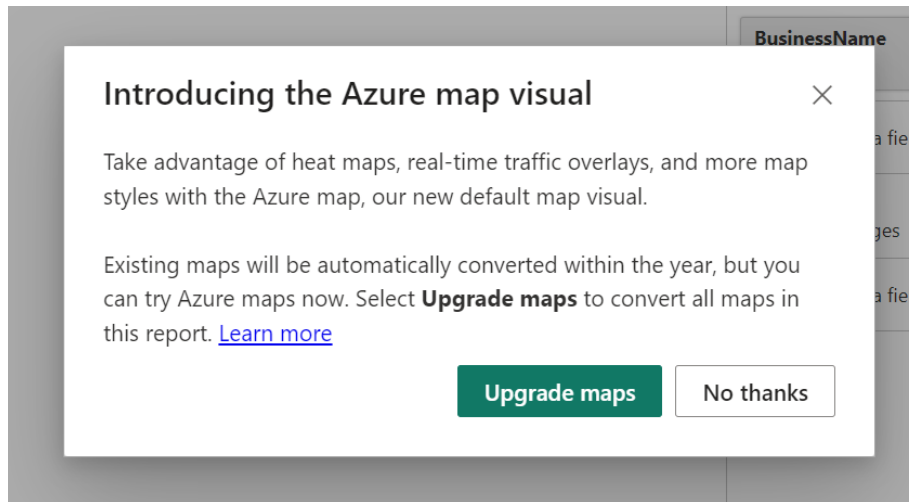 BusinessName
Introducing the Azure map visual
Take advantage of heat maps, real-time traffic overlays, and more map
styles with the Azure map, our new default map visual.
Existing maps will be automatically converted within the year, but you
can try Azure maps now. Select Upgrade maps to convert all maps in
this report. Learn more
Upgrade maps
No thanks